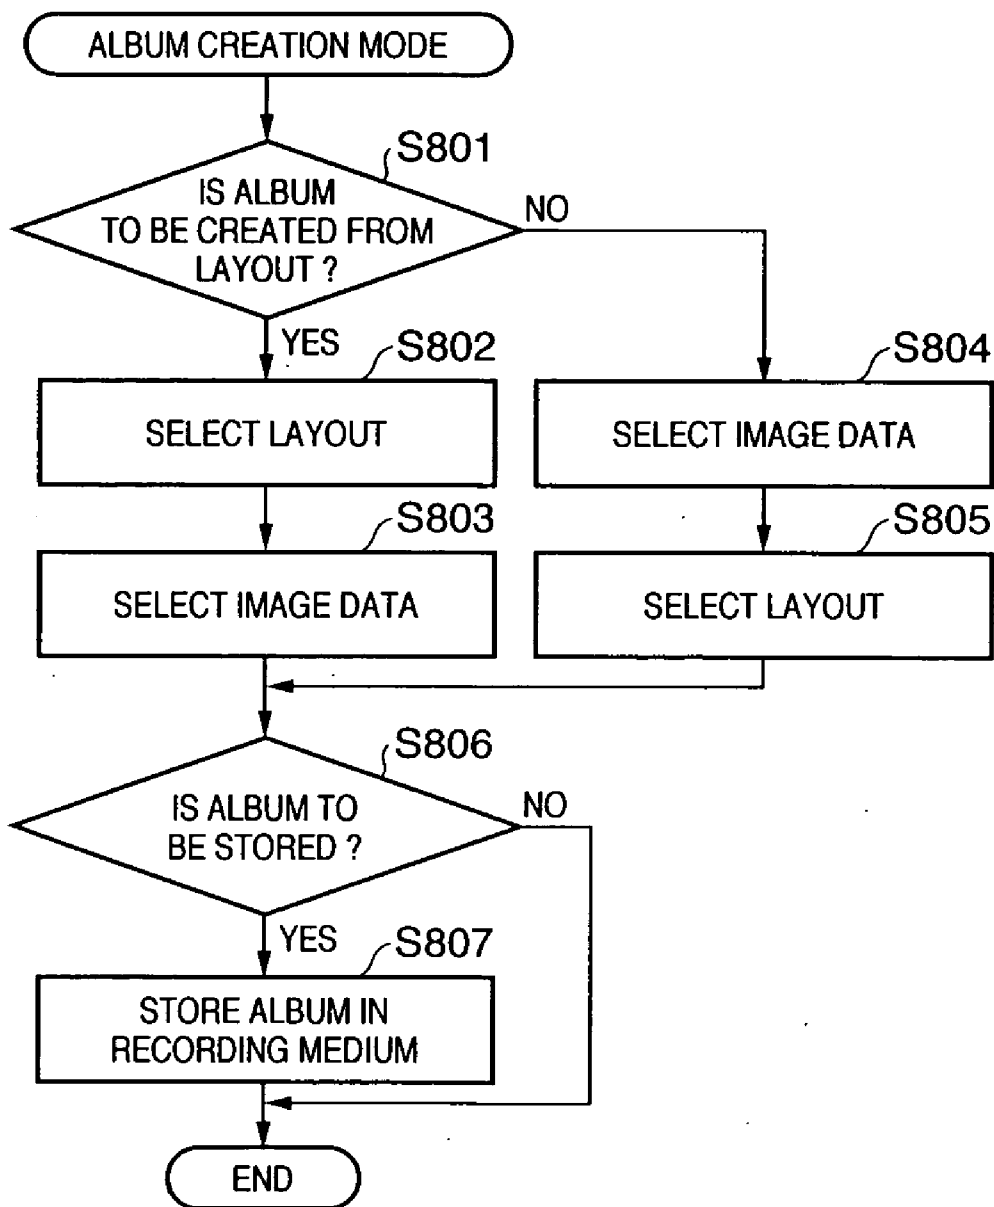 ALBUM CREATION MODE
S801
IS ALBUM
TO BE CREATED FROM
LAYOUT ?
NO
YES
S802
SELECT LAYOUT
S804
SELECT IMAGE DATA
S803
SELECT IMAGE DATA
S805
SELECT LAYOUT
S806
IS ALBUM TO
BE STORED ?
NO
YES
S807
STORE ALBUM IN
RECORDING MEDIUM
END